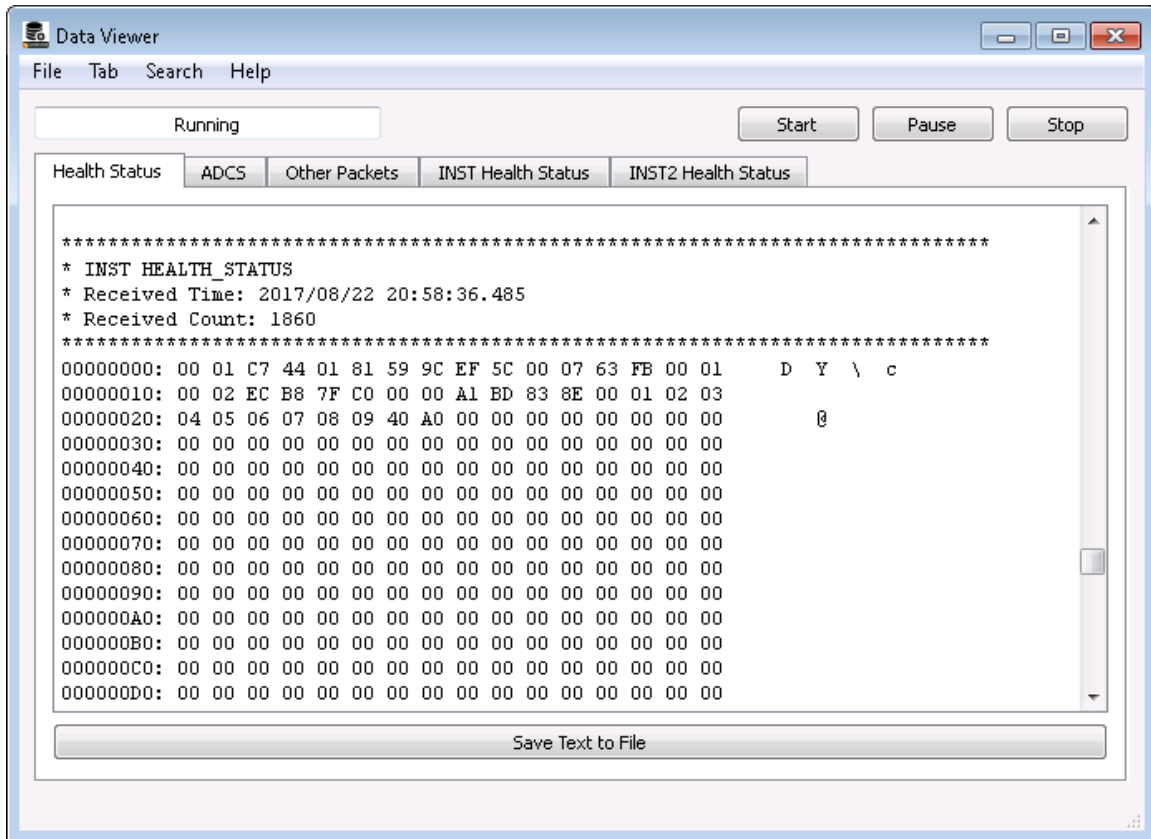 Data Viewer
File Tab Search Help
Running Start Pause Stop
Health Status ADCS Other Packets INST Health Status INST2 Health Status
********************************************************************************
* INST HEALTH_STATUS
* Received Time: 2017/08/22 20:58:36.485
* Received Count: 1860
********************************************************************************
00000000: 00 01 C7 44 01 81 59 9C EF 5C 00 07 63 FB 00 01     D  Y  \  c
00000010: 00 02 EC B8 7F C0 00 00 A1 BD 83 8E 00 01 02 03
00000020: 04 05 06 07 08 09 40 A0 00 00 00 00 00 00 00 00        @
00000030: 00 00 00 00 00 00 00 00 00 00 00 00 00 00 00 00
00000040: 00 00 00 00 00 00 00 00 00 00 00 00 00 00 00 00
00000050: 00 00 00 00 00 00 00 00 00 00 00 00 00 00 00 00
00000060: 00 00 00 00 00 00 00 00 00 00 00 00 00 00 00 00
00000070: 00 00 00 00 00 00 00 00 00 00 00 00 00 00 00 00
00000080: 00 00 00 00 00 00 00 00 00 00 00 00 00 00 00 00
00000090: 00 00 00 00 00 00 00 00 00 00 00 00 00 00 00 00
000000A0: 00 00 00 00 00 00 00 00 00 00 00 00 00 00 00 00
000000B0: 00 00 00 00 00 00 00 00 00 00 00 00 00 00 00 00
000000C0: 00 00 00 00 00 00 00 00 00 00 00 00 00 00 00 00
000000D0: 00 00 00 00 00 00 00 00 00 00 00 00 00 00 00 00
Save Text to File